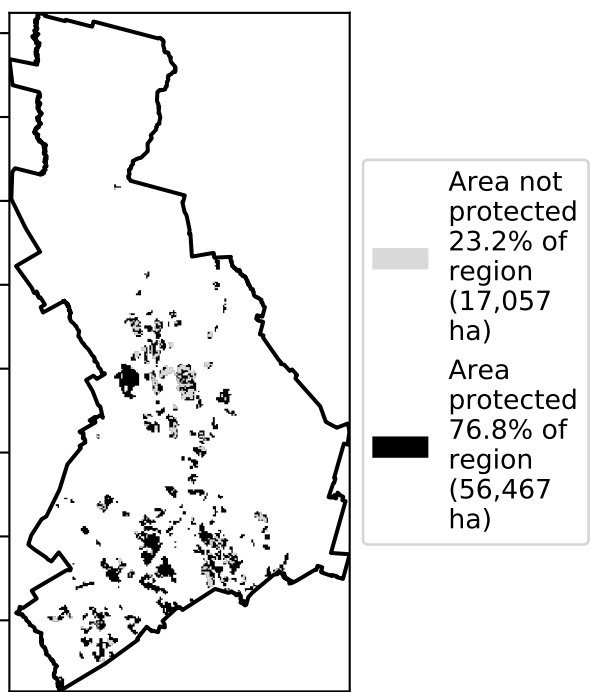 Area not
protected
23.2% of
region
(17,057
ha)
Area
protected
76.8% of
region
(56,467
ha)